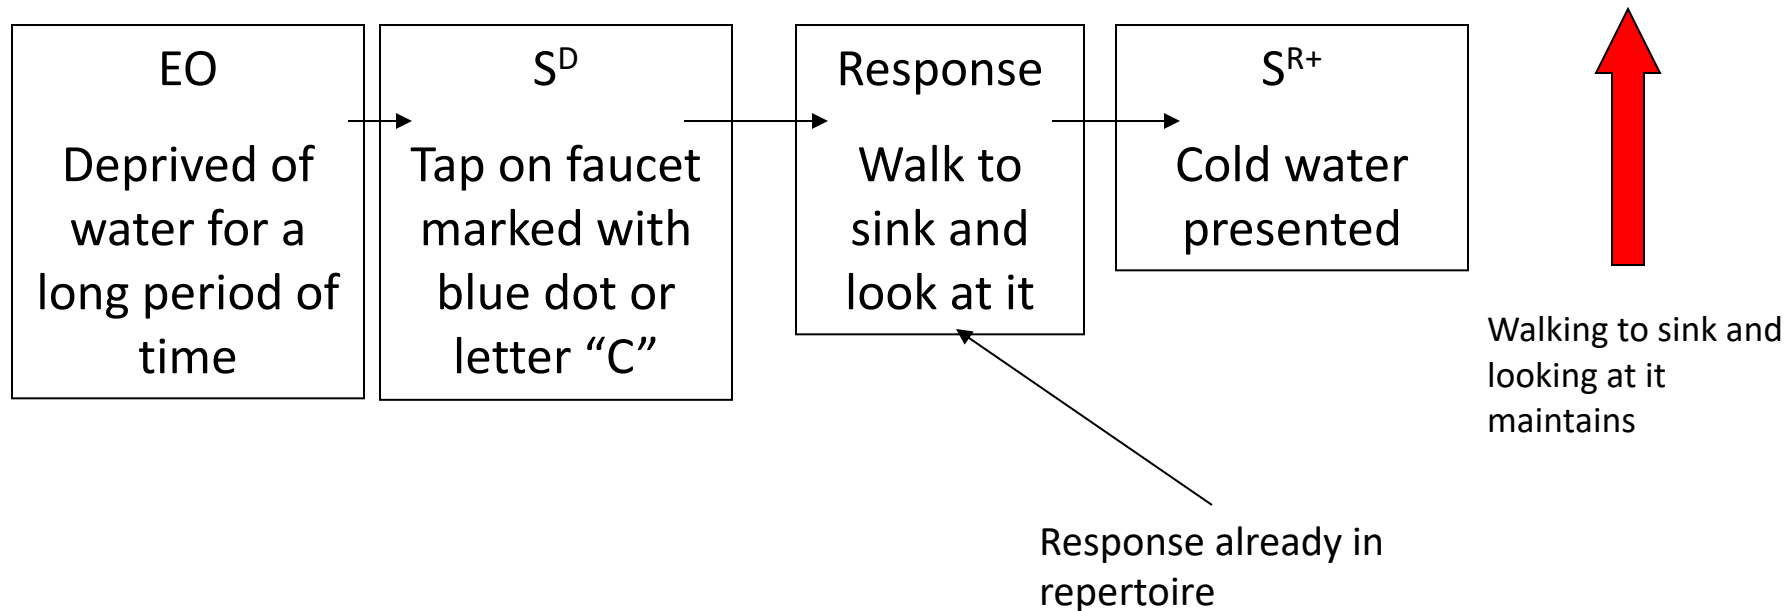 EO
Deprived of
water for a
long period of
time
S^D
Tap on faucet
marked with
blue dot or
letter “C”
Response
Walk to
sink and
look at it
S^R+
Cold water
presented
Walking to sink and
looking at it
maintains
Response already in
repertoire